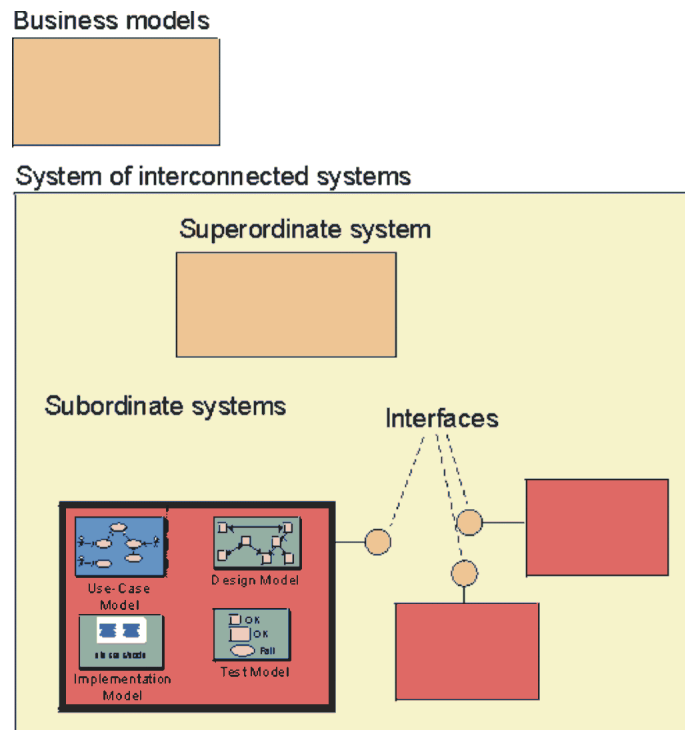 Business models
System of interconnected systems
Superordinate system
Subordinate systems
Interfaces
Use-Case
Model
Design Model
OK
OK
Fail
Implementation
Model
Test Model